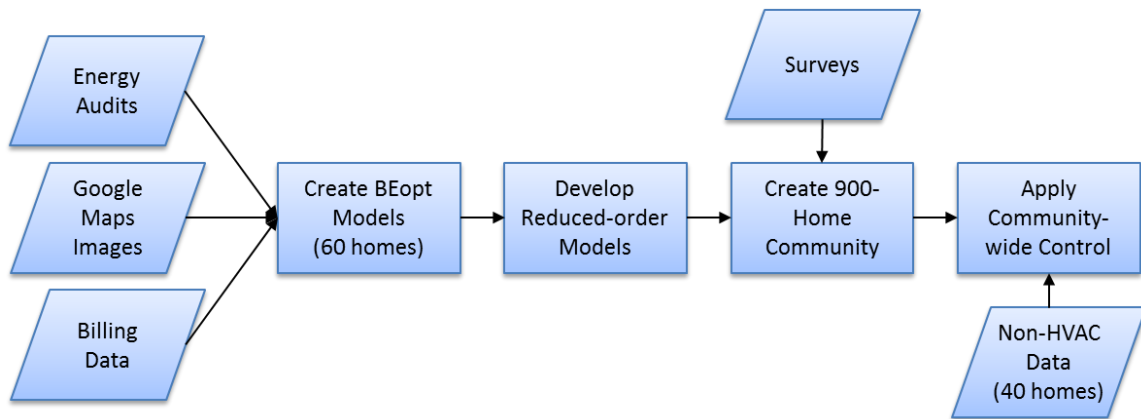 Energy
Audits
Google
Maps
Images
Billing
Data
Create BEopt
Models
(60 homes)
Develop
Reduced-order
Models
Surveys
Create 900-
Home
Community
Apply
Community-
wide Control
Non-HVAC
Data
(40 homes)